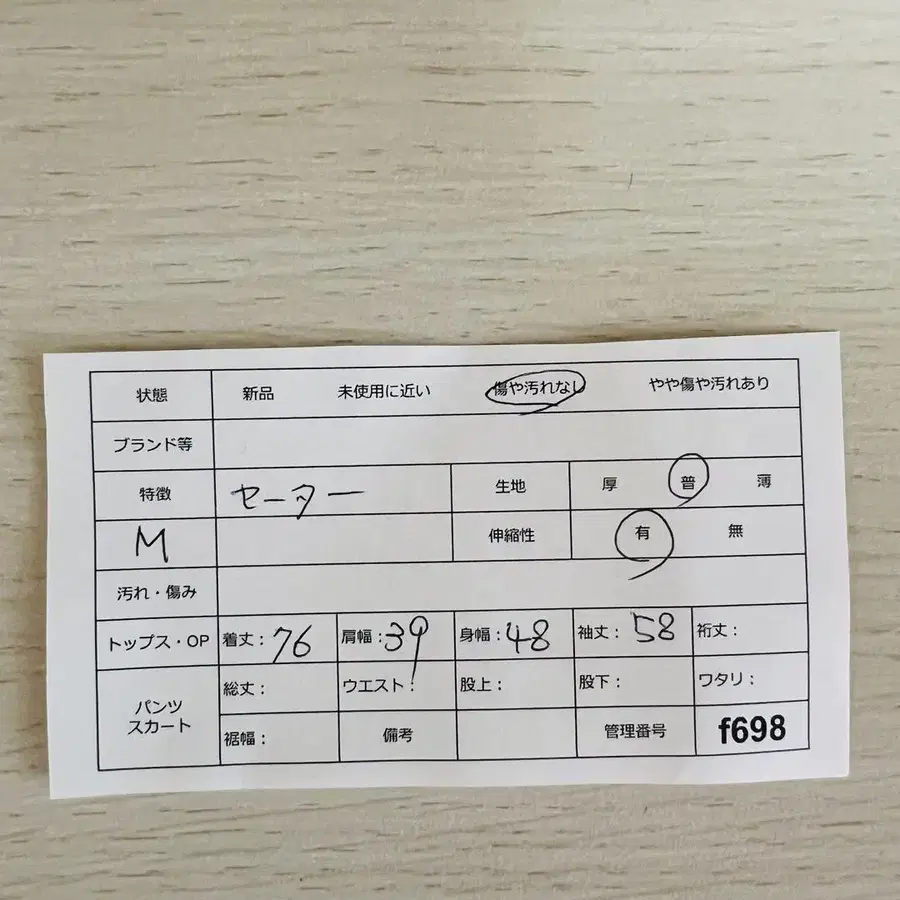 状態 新品 未使用に近い 傷や汚れなし やや傷や汚れあり
ブランド等
特徴 セーター 生地 厚 普 薄
M 伸縮性 有 無
汚れ・傷み
トップス・OP 着丈：76 肩幅：39 身幅：48 袖丈：58 裄丈：
パンツ スカート 総丈： ウエスト： 股上： 股下： ワタリ：
裾幅： 備考 管理番号 f698